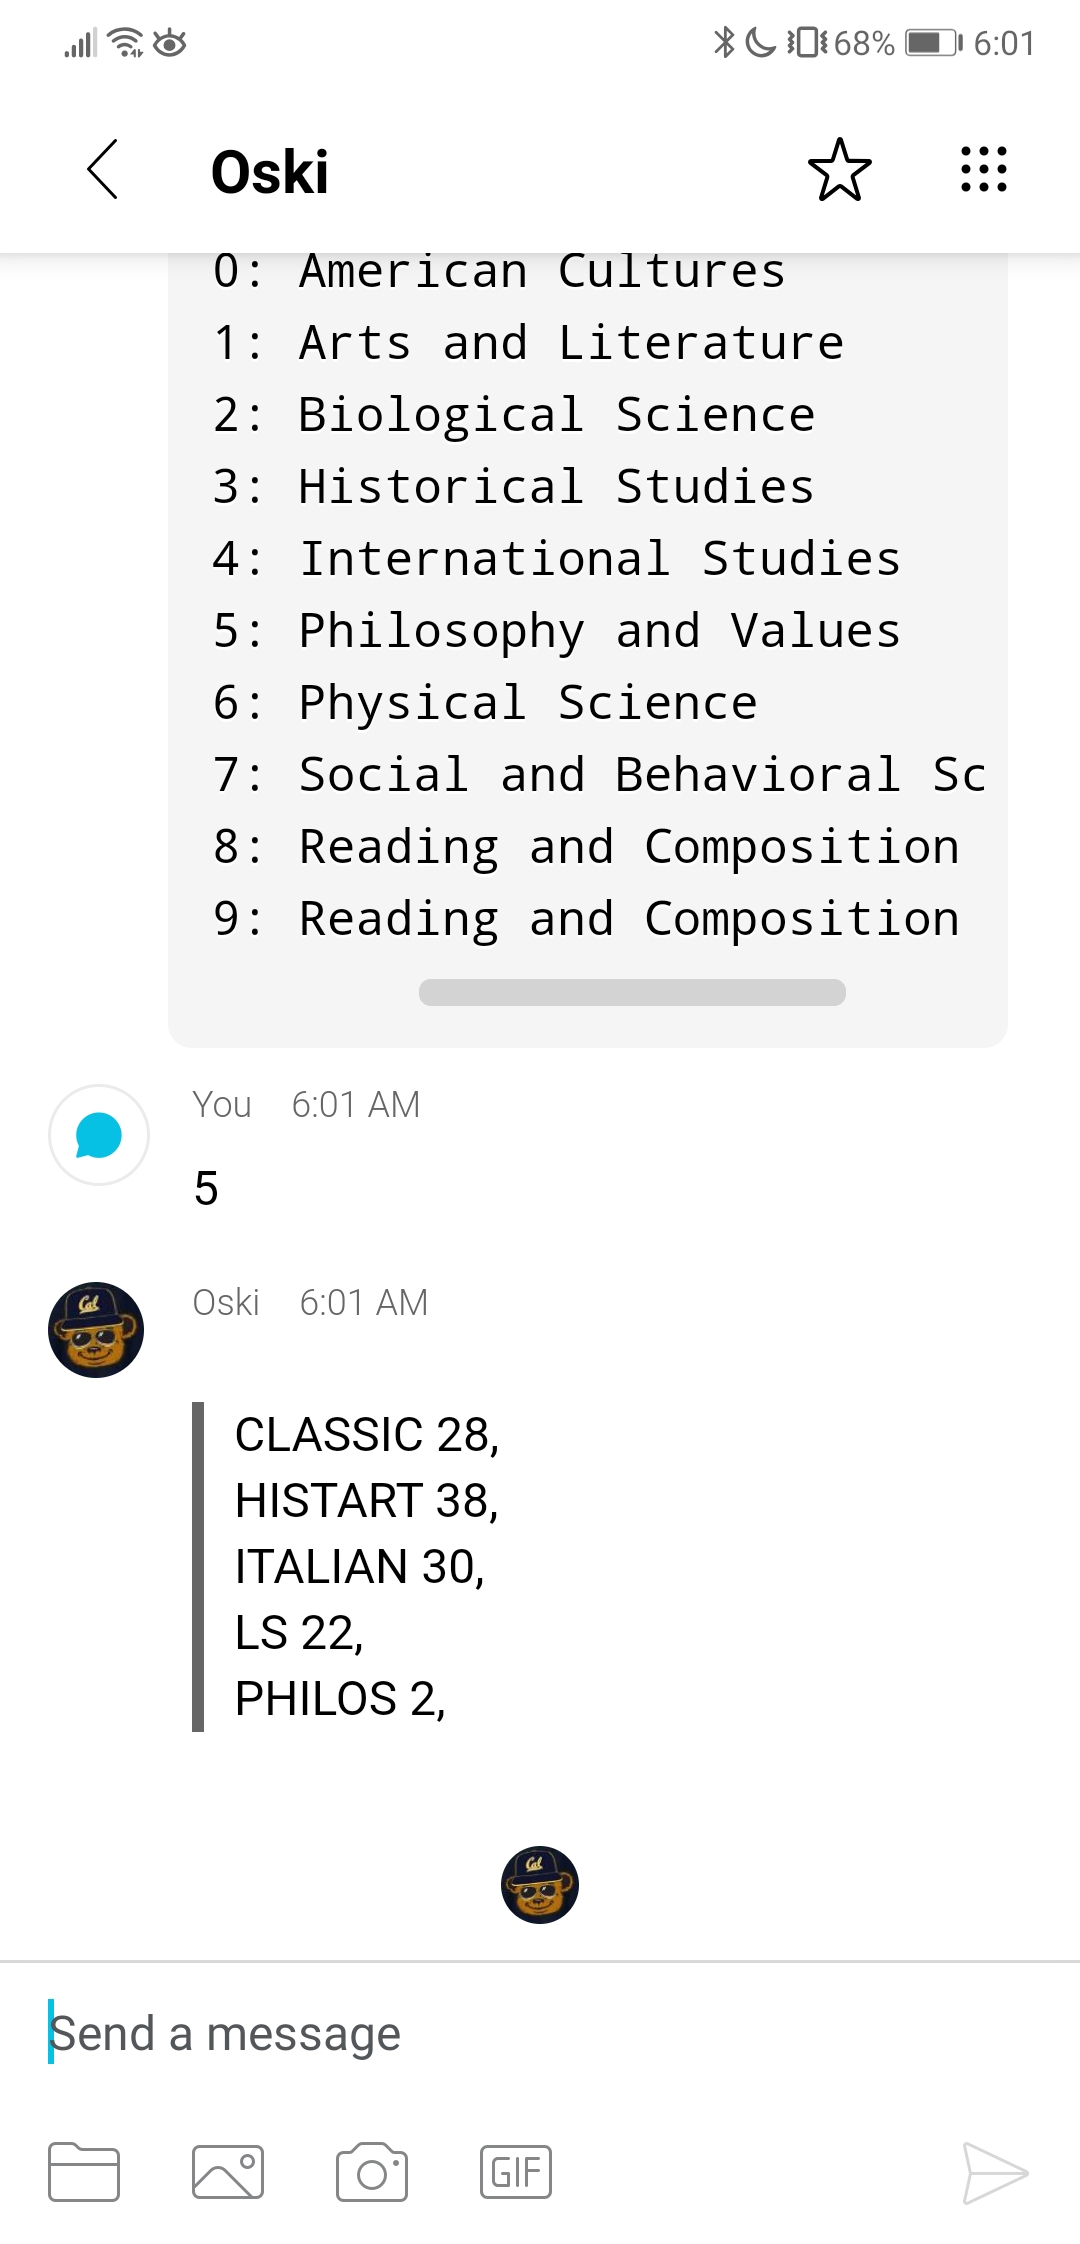 68% 6:01
Oski
0: American Cultures
1: Arts and Literature
2: Biological Science
3: Historical Studies
4: International Studies
5: Philosophy and Values
6: Physical Science
7: Social and Behavioral Sc
8: Reading and Composition
9: Reading and Composition
You 6:01 AM
5
Cal
Oski 6:01 AM
CLASSIC 28,
HISTART 38,
ITALIAN 30,
LS 22,
PHILOS 2,
Cal
Send a message
GIF